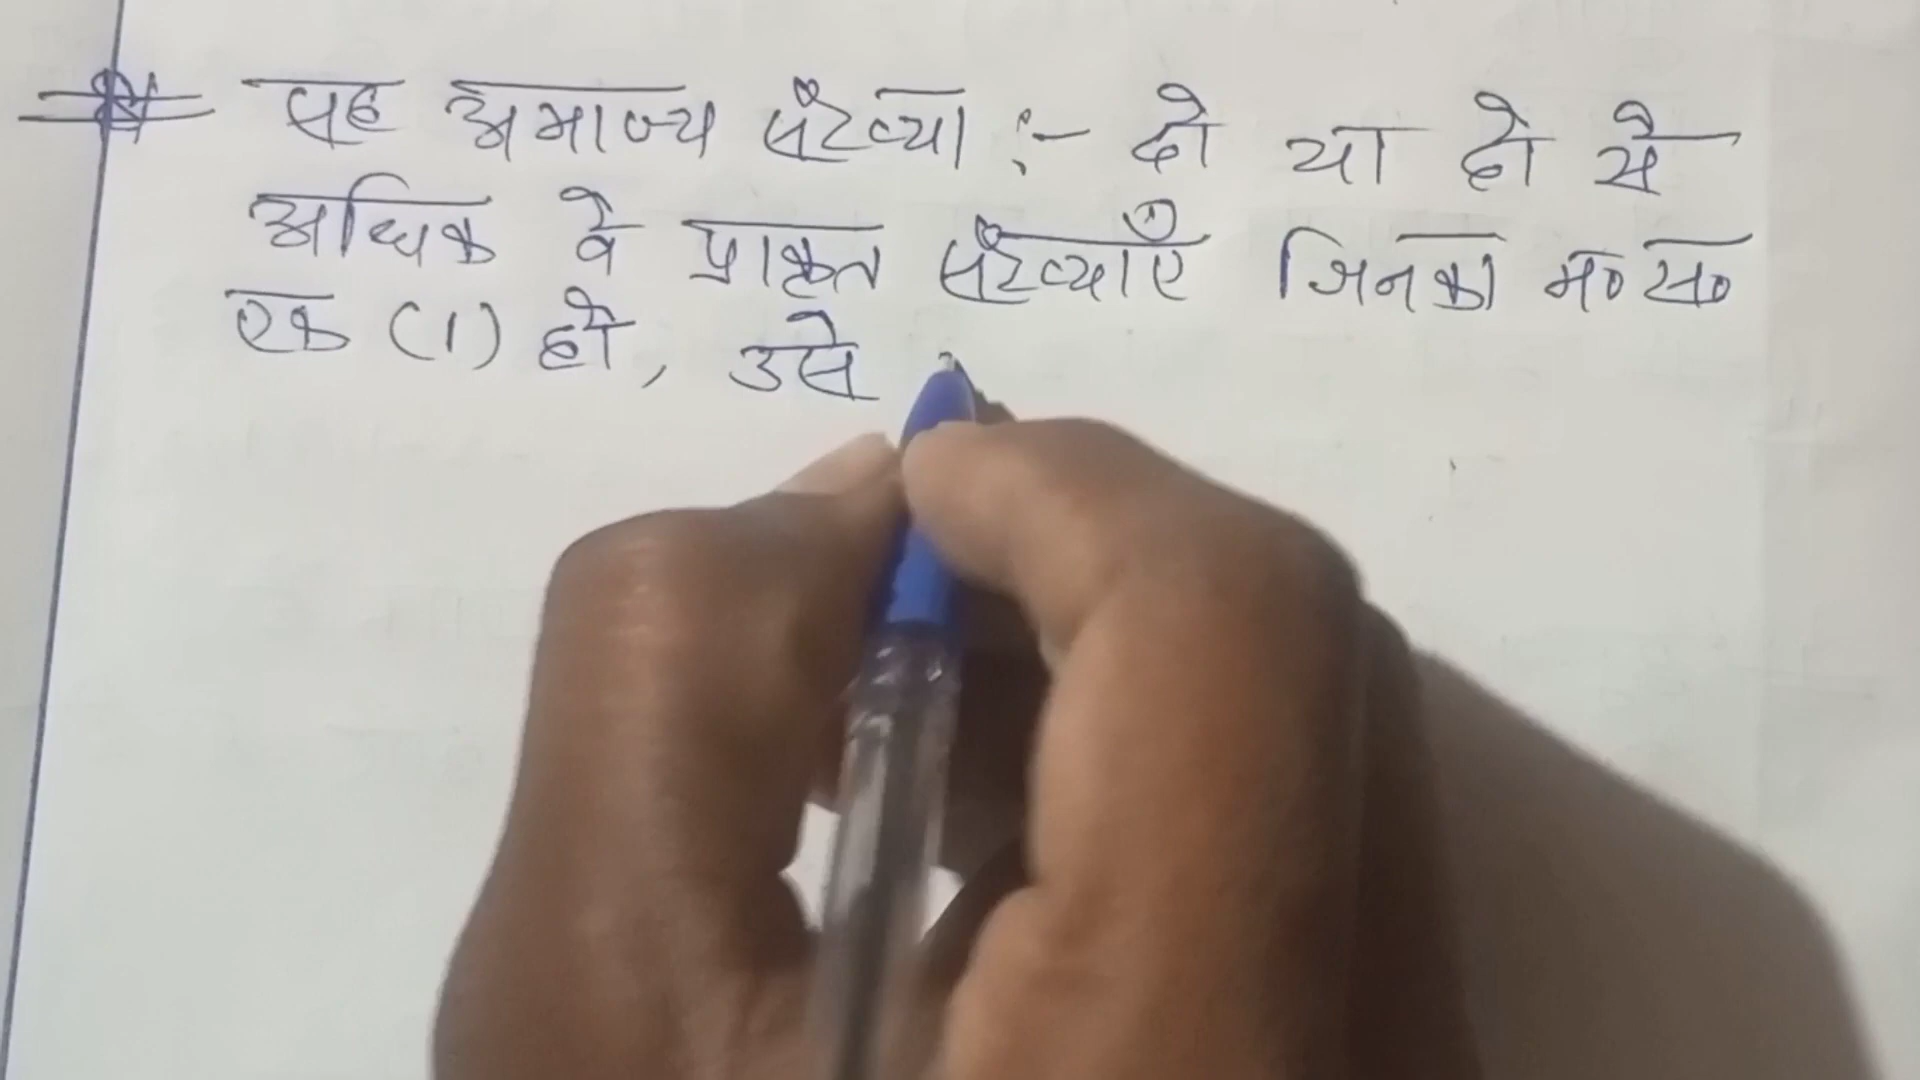 सह अभाज्य संख्या :- दो या दो से
अधिक वे प्राकृत संख्याएँ जिनका म० स०
एक (1) हो, उसे